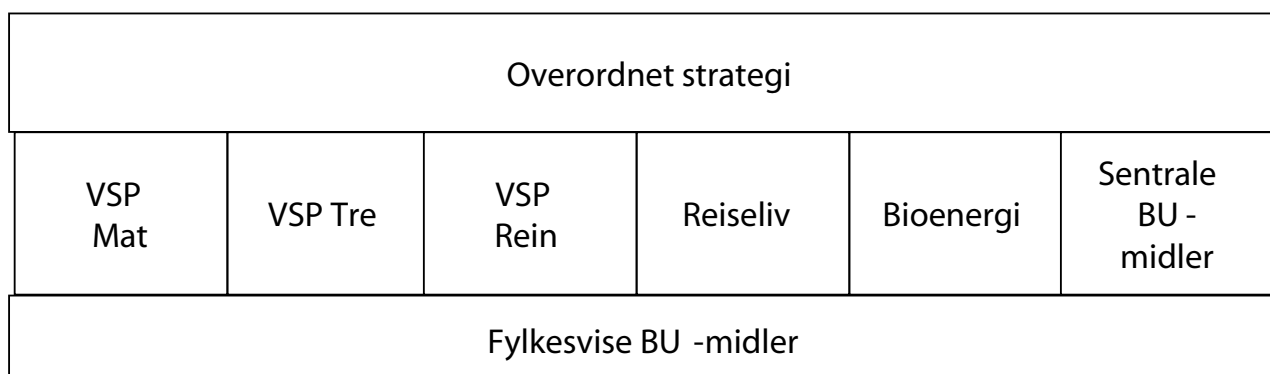 Overordnet strategi
VSP
Mat
VSP Tre
VSP
Rein
Reiseliv
Bioenergi
Sentrale
BU -
midler
Fylkesvise BU -midler